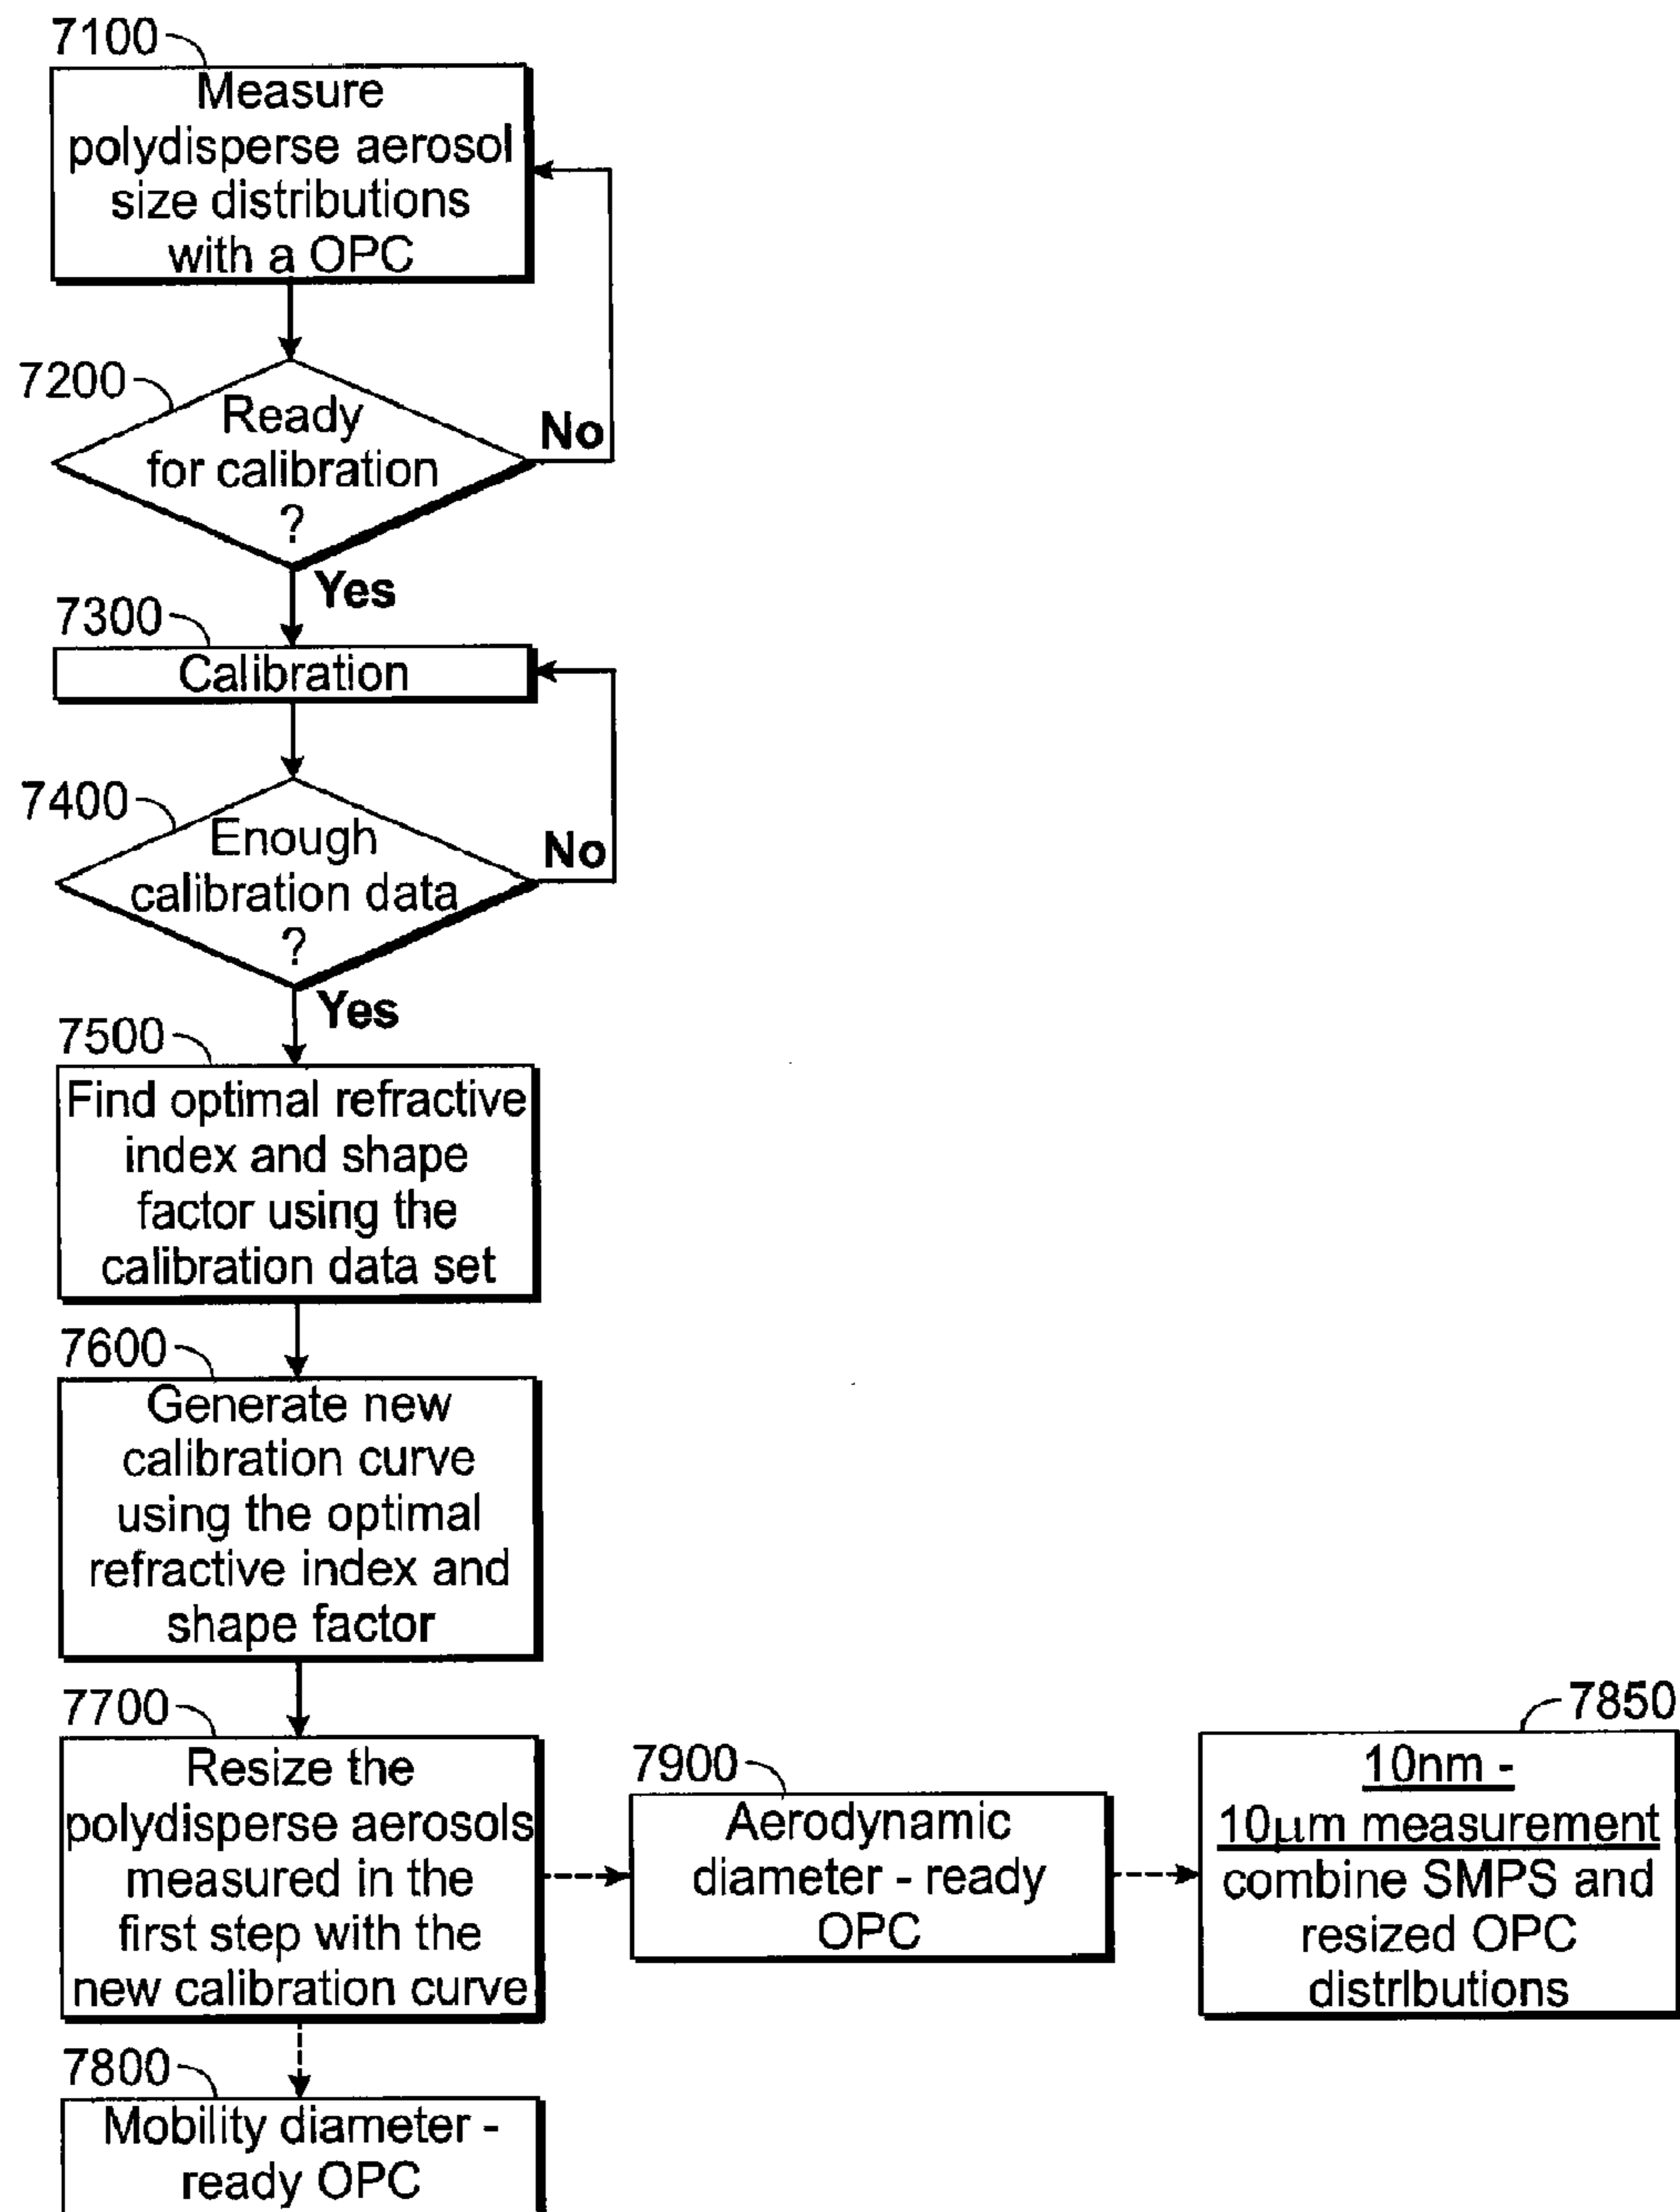 7100
Measure
polydisperse aerosol
size distributions
with a OPC
7200
Ready
for calibration
?
No
Yes
7300
Calibration
7400
Enough
calibration data
?
No
Yes
7500
Find optimal refractive
index and shape
factor using the
calibration data set
7600
Generate new
calibration curve
using the optimal
refractive index and
shape factor
7700
Resize the
polydisperse aerosols
measured in the
first step with the
new calibration curve
7900
Aerodynamic
diameter - ready
OPC
7850
10nm -
10μm measurement
combine SMPS and
resized OPC
distributions
7800
Mobility diameter -
ready OPC